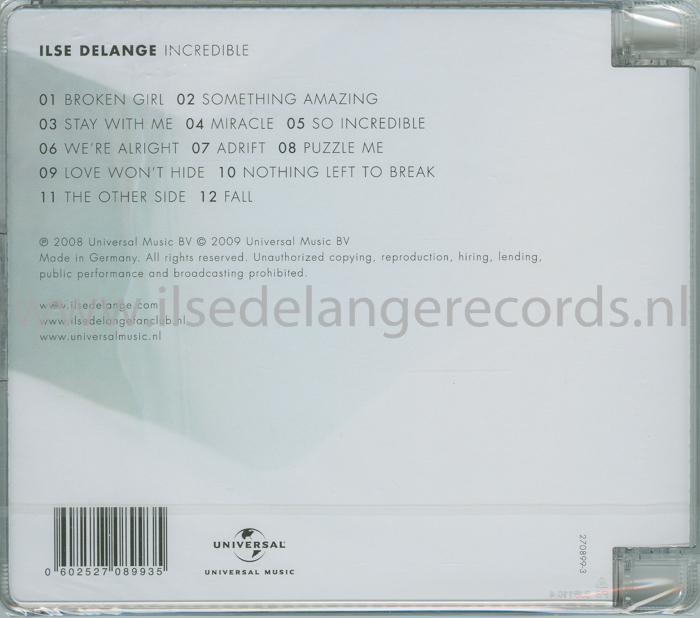 ILSE DELANGE INCREDIBLE
01 BROKEN GIRL 02 SOMETHING AMAZING
03 STAY WITH ME 04 MIRACLE 05 SO INCREDIBLE
06 WE'RE ALRIGHT 07 ADRIFT 08 PUZZLE ME
09 LOVE WON'T HIDE 10 NOTHING LEFT TO BREAK
11 THE OTHER SIDE 12 FALL
℗ 2008 Universal Music BV © 2009 Universal Music BV
Made in Germany. All rights reserved. Unauthorized copying, reproduction, hiring, lending,
public performance and broadcasting prohibited.
www.ilsedelange.com
www.ilsedelangerecords.nl
www.ilsedelangefanclub.nl
www.universalmusic.nl
0 602527 089935
UNIVERSAL
UNIVERSAL MUSIC
270899-3